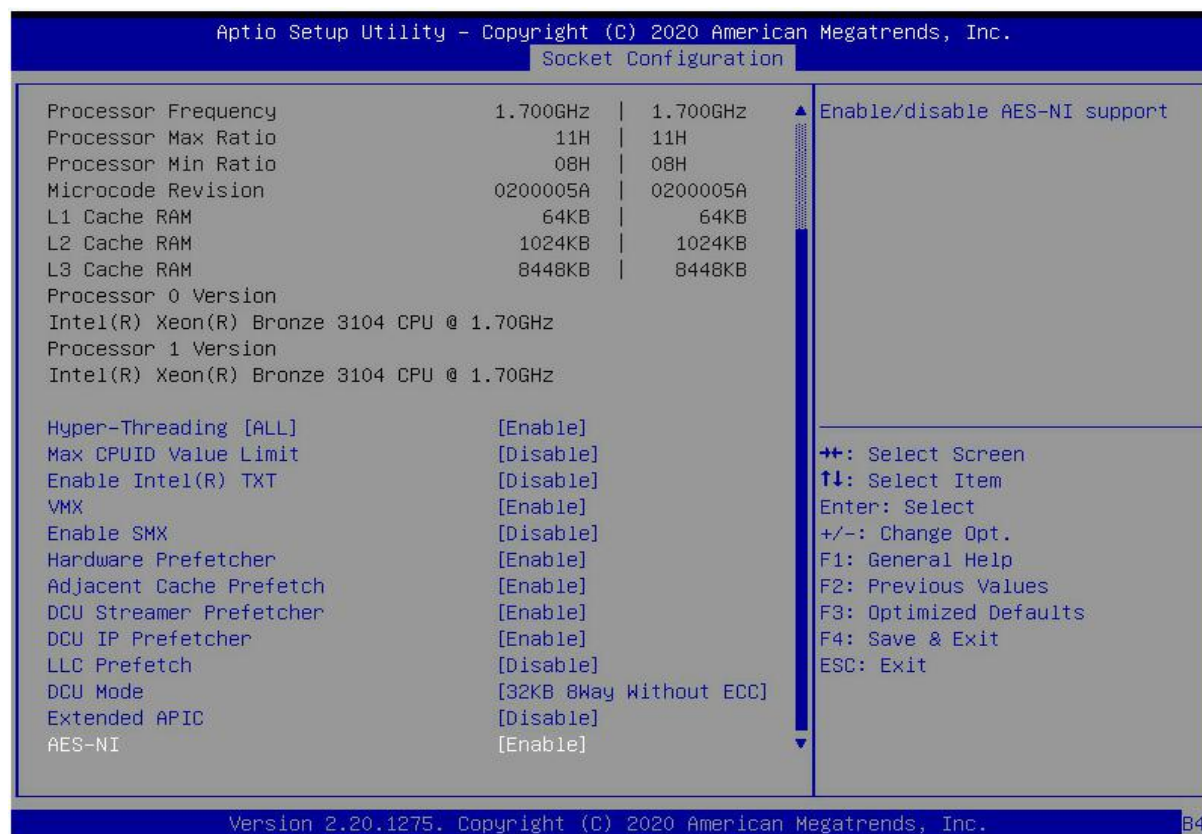 Aptio Setup Utility – Copyright (C) 2020 American Megatrends, Inc.
Socket Configuration
Processor Frequency 1.700GHz | 1.700GHz
Processor Max Ratio 11H | 11H
Processor Min Ratio 08H | 08H
Microcode Revision 0200005A | 0200005A
L1 Cache RAM 64KB | 64KB
L2 Cache RAM 1024KB | 1024KB
L3 Cache RAM 8448KB | 8448KB
Processor 0 Version
Intel(R) Xeon(R) Bronze 3104 CPU @ 1.70GHz
Processor 1 Version
Intel(R) Xeon(R) Bronze 3104 CPU @ 1.70GHz
Hyper-Threading [ALL] [Enable]
Max CPUID Value Limit [Disable]
Enable Intel(R) TXT [Disable]
VMX [Enable]
Enable SMX [Disable]
Hardware Prefetcher [Enable]
Adjacent Cache Prefetch [Enable]
DCU Streamer Prefetcher [Enable]
DCU IP Prefetcher [Enable]
LLC Prefetch [Disable]
DCU Mode [32KB 8Way Without ECC]
Extended APIC [Disable]
AES-NI [Enable]
Enable/disable AES-NI support
→←: Select Screen
↑↓: Select Item
Enter: Select
+/-: Change Opt.
F1: General Help
F2: Previous Values
F3: Optimized Defaults
F4: Save & Exit
ESC: Exit
Version 2.20.1275. Copyright (C) 2020 American Megatrends, Inc.
B4